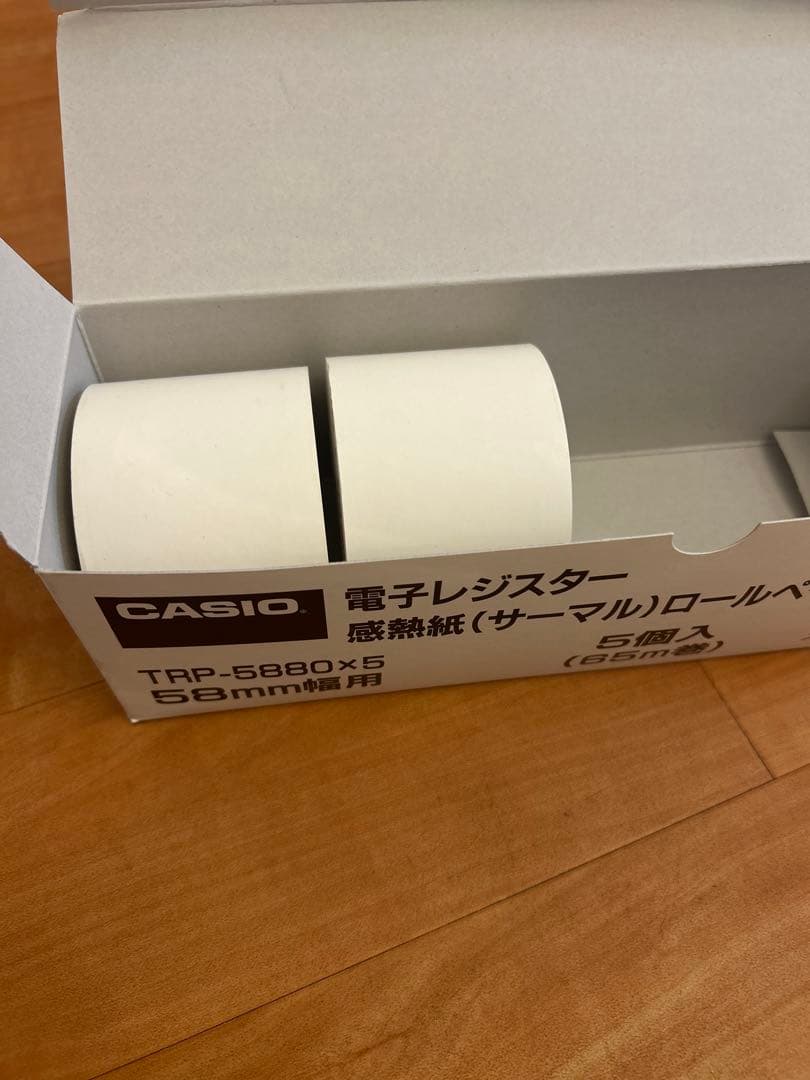 CASIO
電子レジスター
感熱紙(サーマル)ロールペ
TRP-5880×5
58mm幅用
5個入
(65m巻)